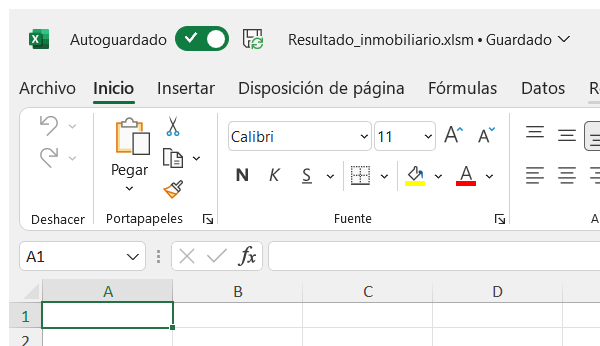 Autoguardado Resultado_inmobiliario.xlsm • Guardado
Archivo Inicio Insertar Disposición de página Fórmulas Datos
Calibri 11 A A
Pegar N K S A
Deshacer Portapapeles Fuente
A1 fx
A B C D
1
2